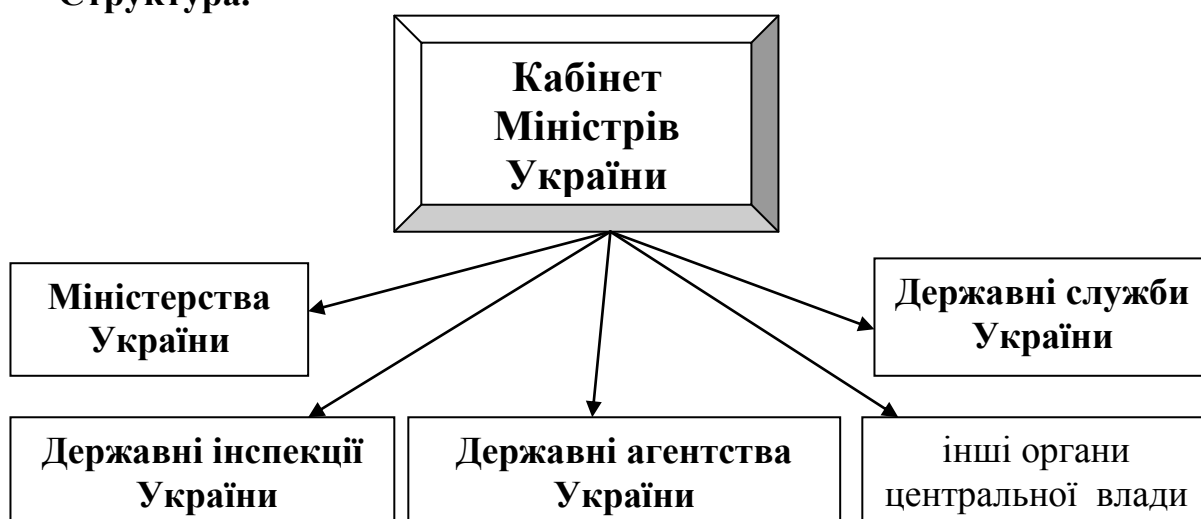 Структура.
Кабінет
Міністрів
України
Міністерства
України
Державні служби
України
Державні інспекції
України
Державні агентства
України
інші органи
центральної влади